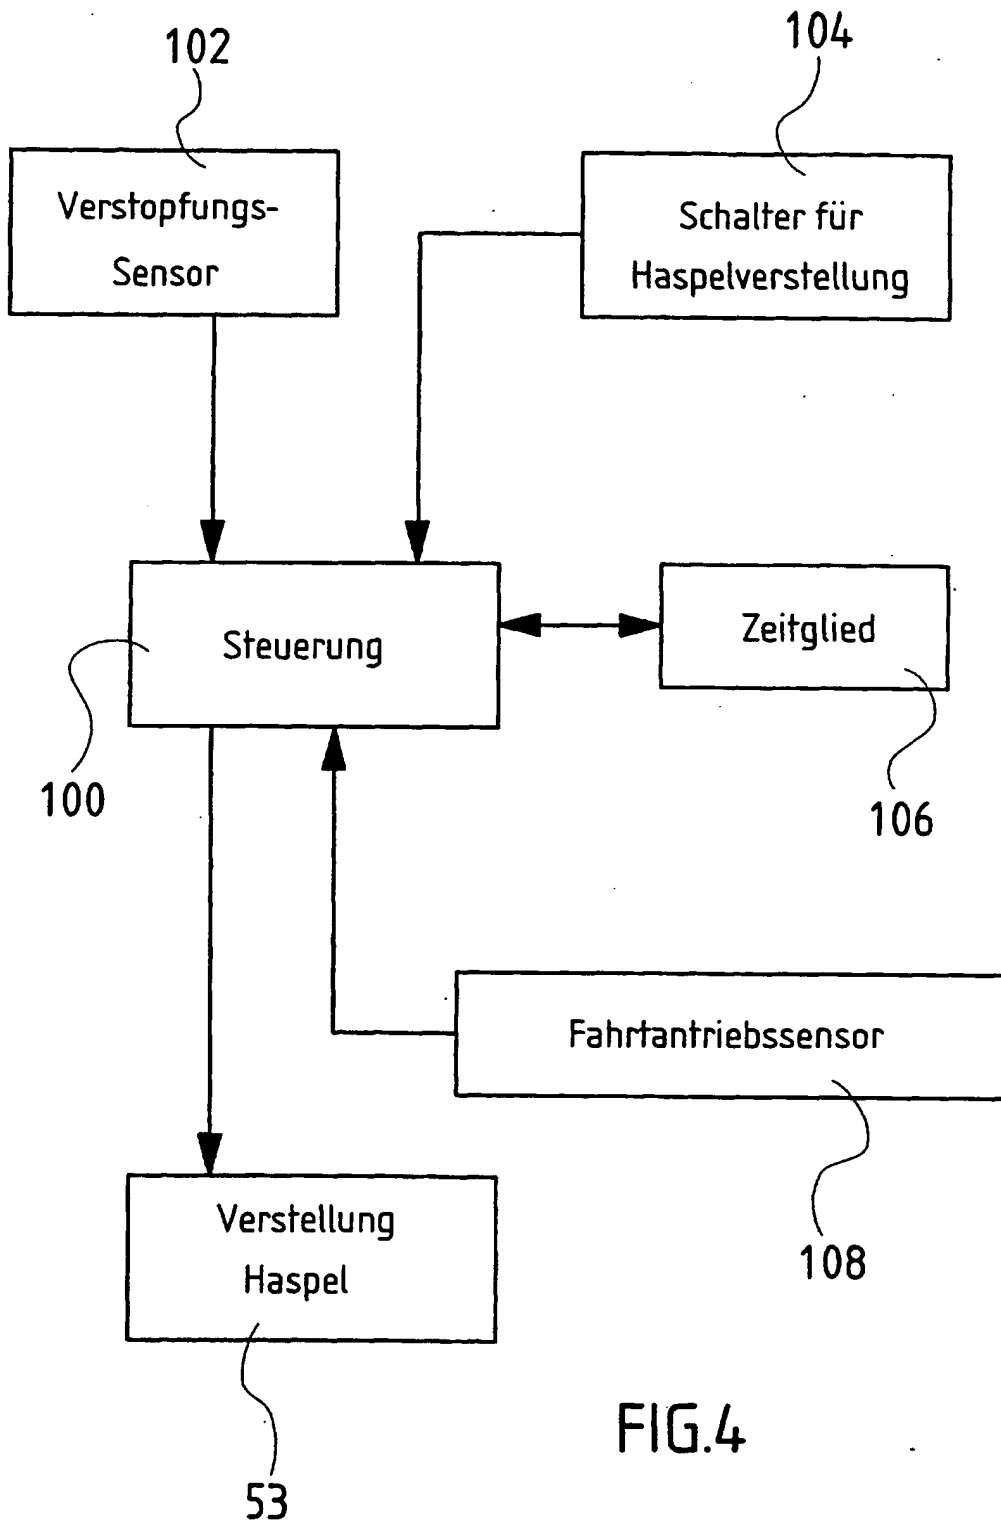 102
104
Verstopfungs-
Sensor
Schalter für
Haspelverstellung
Steuerung
Zeitglied
100
106
Fahrtantriebssensor
108
Verstellung
Haspel
53
FIG.4